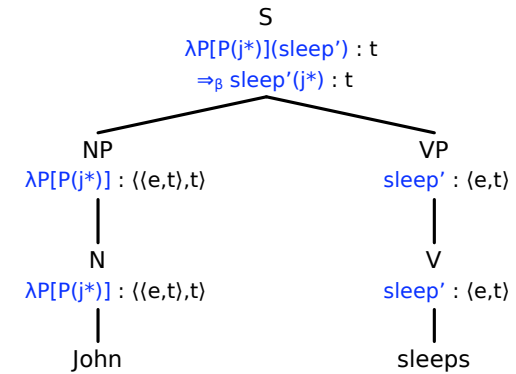 S
λP[P(j*)](sleep’) : t
⇒β sleep’(j*) : t
NP VP
λP[P(j*)] : ⟨⟨e,t⟩,t⟩ sleep’ : ⟨e,t⟩
N V
λP[P(j*)] : ⟨⟨e,t⟩,t⟩ sleep’ : ⟨e,t⟩
John sleeps